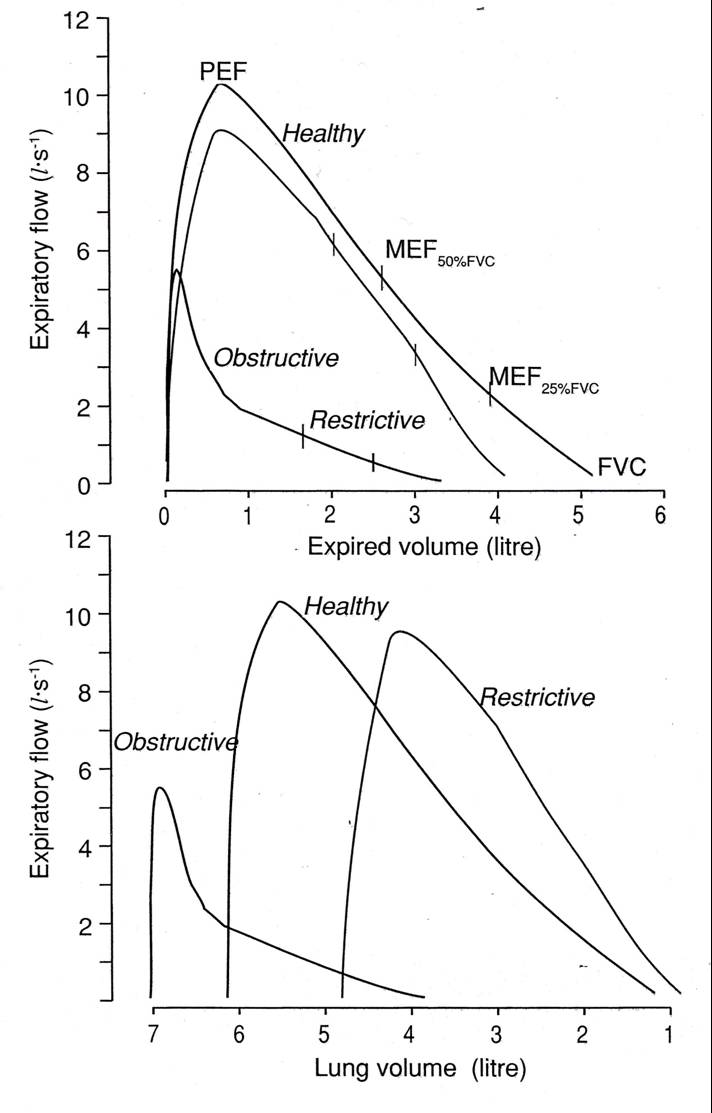 12
PEF
10
Healthy
8
Expiratory flow (l·s⁻¹)
6
MEF50%FVC
4
Obstructive
MEF25%FVC
2
Restrictive
FVC
0
0 1 2 3 4 5 6
Expired volume (litre)
12
10
Healthy
8
Restrictive
Obstructive
Expiratory flow (l·s⁻¹)
6
4
2
7 6 5 4 3 2 1
Lung volume (litre)